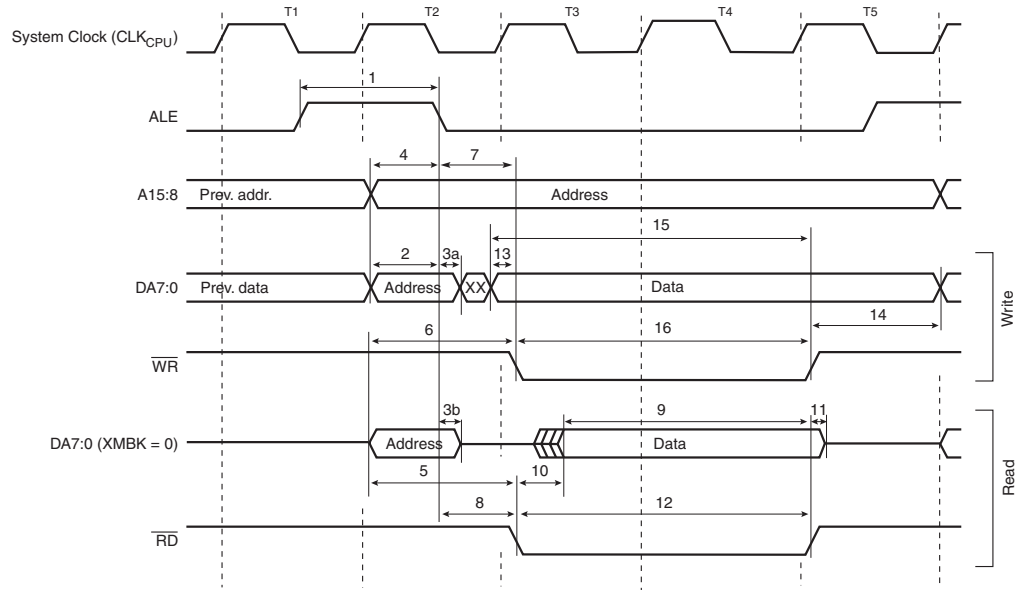 T1 T2 T3 T4 T5
System Clock (CLKCPU)
1
ALE
4 7
A15:8 Prev. addr. Address
15
2 3a 13
DA7:0 Prev. data Address XX Data
14
Write
6 16
WR
3b 9 11
DA7:0 (XMBK = 0) Address Data
5 10
Read
8 12
RD